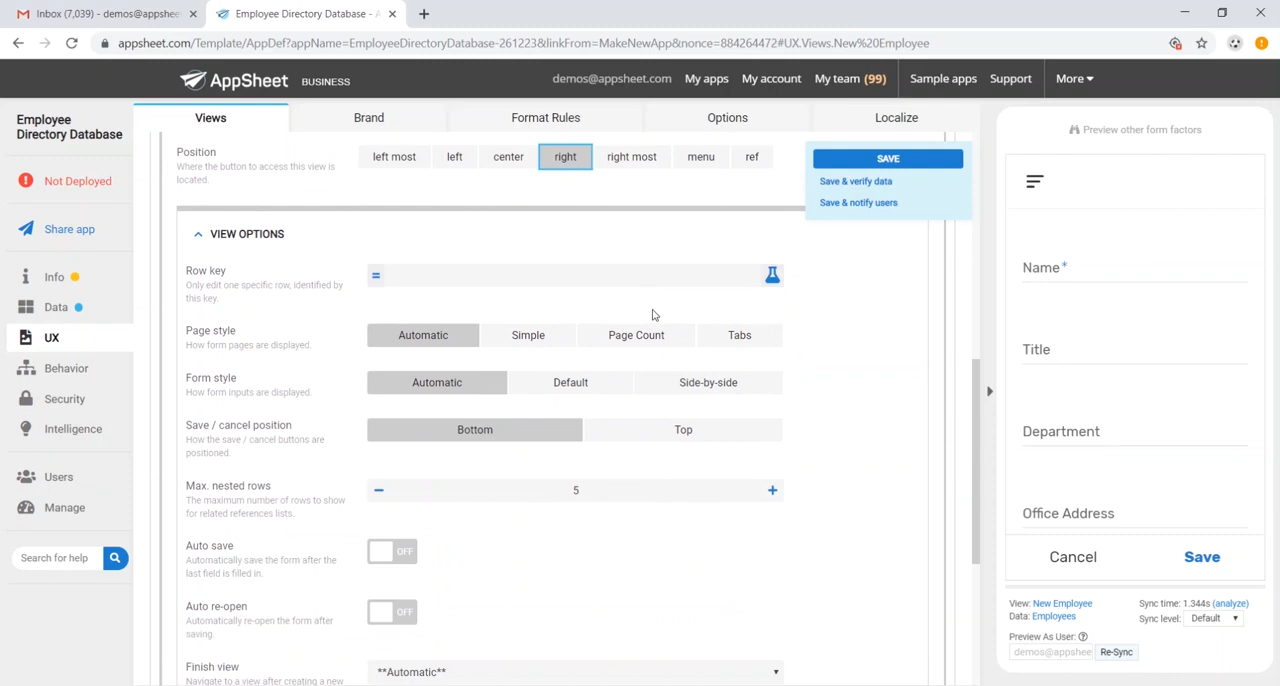 Inbox (7,039) - demos@appshee
Employee Directory Database - A
appsheet.com/Template/AppDef?appName=EmployeeDirectoryDatabase-261223&linkFrom=MakeNewApp&nonce=884264472#UX.Views.New%20Employee
AppSheet BUSINESS
demos@appsheet.com My apps My account My team (99) Sample apps Support More
Employee
Directory Database
Not Deployed
Share app
Info
Data
UX
Behavior
Security
Intelligence
Users
Manage
Search for help
Views Brand Format Rules Options Localize
Position
Where the button to access this view is
located.
left most left center right right most menu ref
SAVE
Save & verify data
Save & notify users
VIEW OPTIONS
Row key
Only edit one specific row, identified by
this key.
=
Page style
How form pages are displayed.
Automatic Simple Page Count Tabs
Form style
How form inputs are displayed.
Automatic Default Side-by-side
Save / cancel position
How the save / cancel buttons are
positioned.
Bottom Top
Max. nested rows
The maximum number of rows to show
for related references lists.
− 5 +
Auto save
Automatically save the form after the
last field is filled in.
OFF
Auto re-open
Automatically re-open the form after
saving.
OFF
Finish view
Navigate to a view after creating a new
**Automatic**
Preview other form factors
Name*
Title
Department
Office Address
Cancel Save
View: New Employee
Data: Employees
Sync time: 1.344s (analyze)
Sync level: Default
Preview As User:
demos@appshee Re-Sync